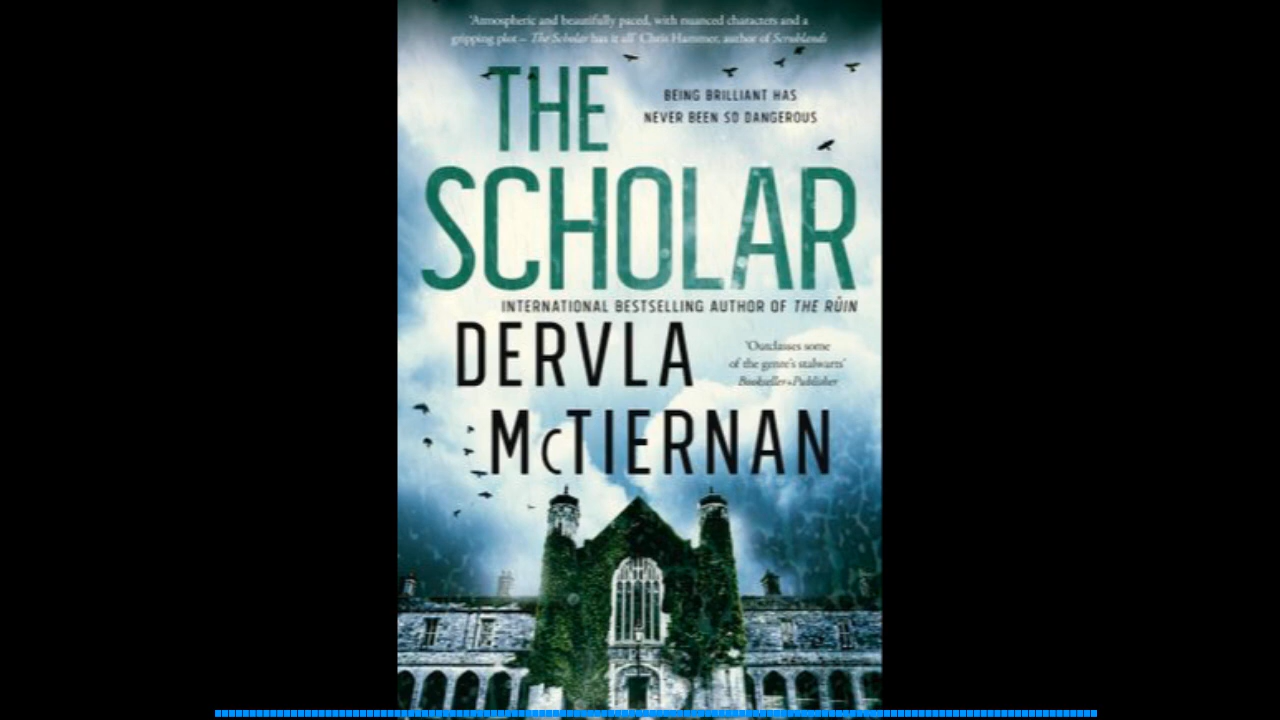 'Atmospheric and beautifully paced, with nuanced characters and a
gripping plot – The Scholar has it all' Chris Hammer, author of Scrublands
THE
BEING BRILLIANT HAS
NEVER BEEN SO DANGEROUS
SCHOLAR
INTERNATIONAL BESTSELLING AUTHOR OF THE RÚIN
DERVLA
'Outclasses some
of the genre's stalwarts'
Bookseller+Publisher
McTIERNAN